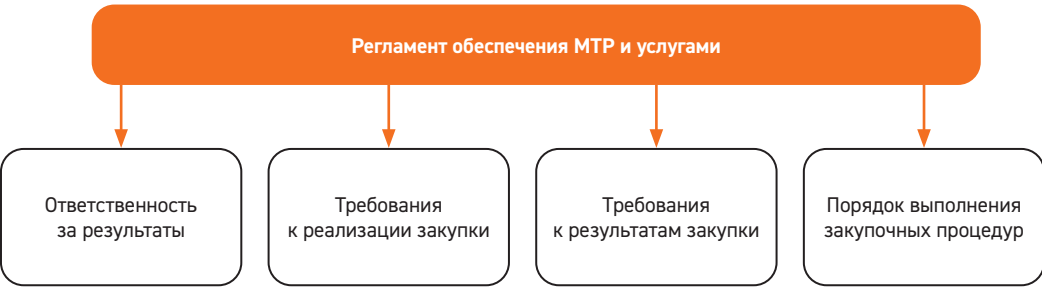 Регламент обеспечения МТР и услугами
Ответственность
за результаты
Требования
к реализации закупки
Требования
к результатам закупки
Порядок выполнения
закупочных процедур